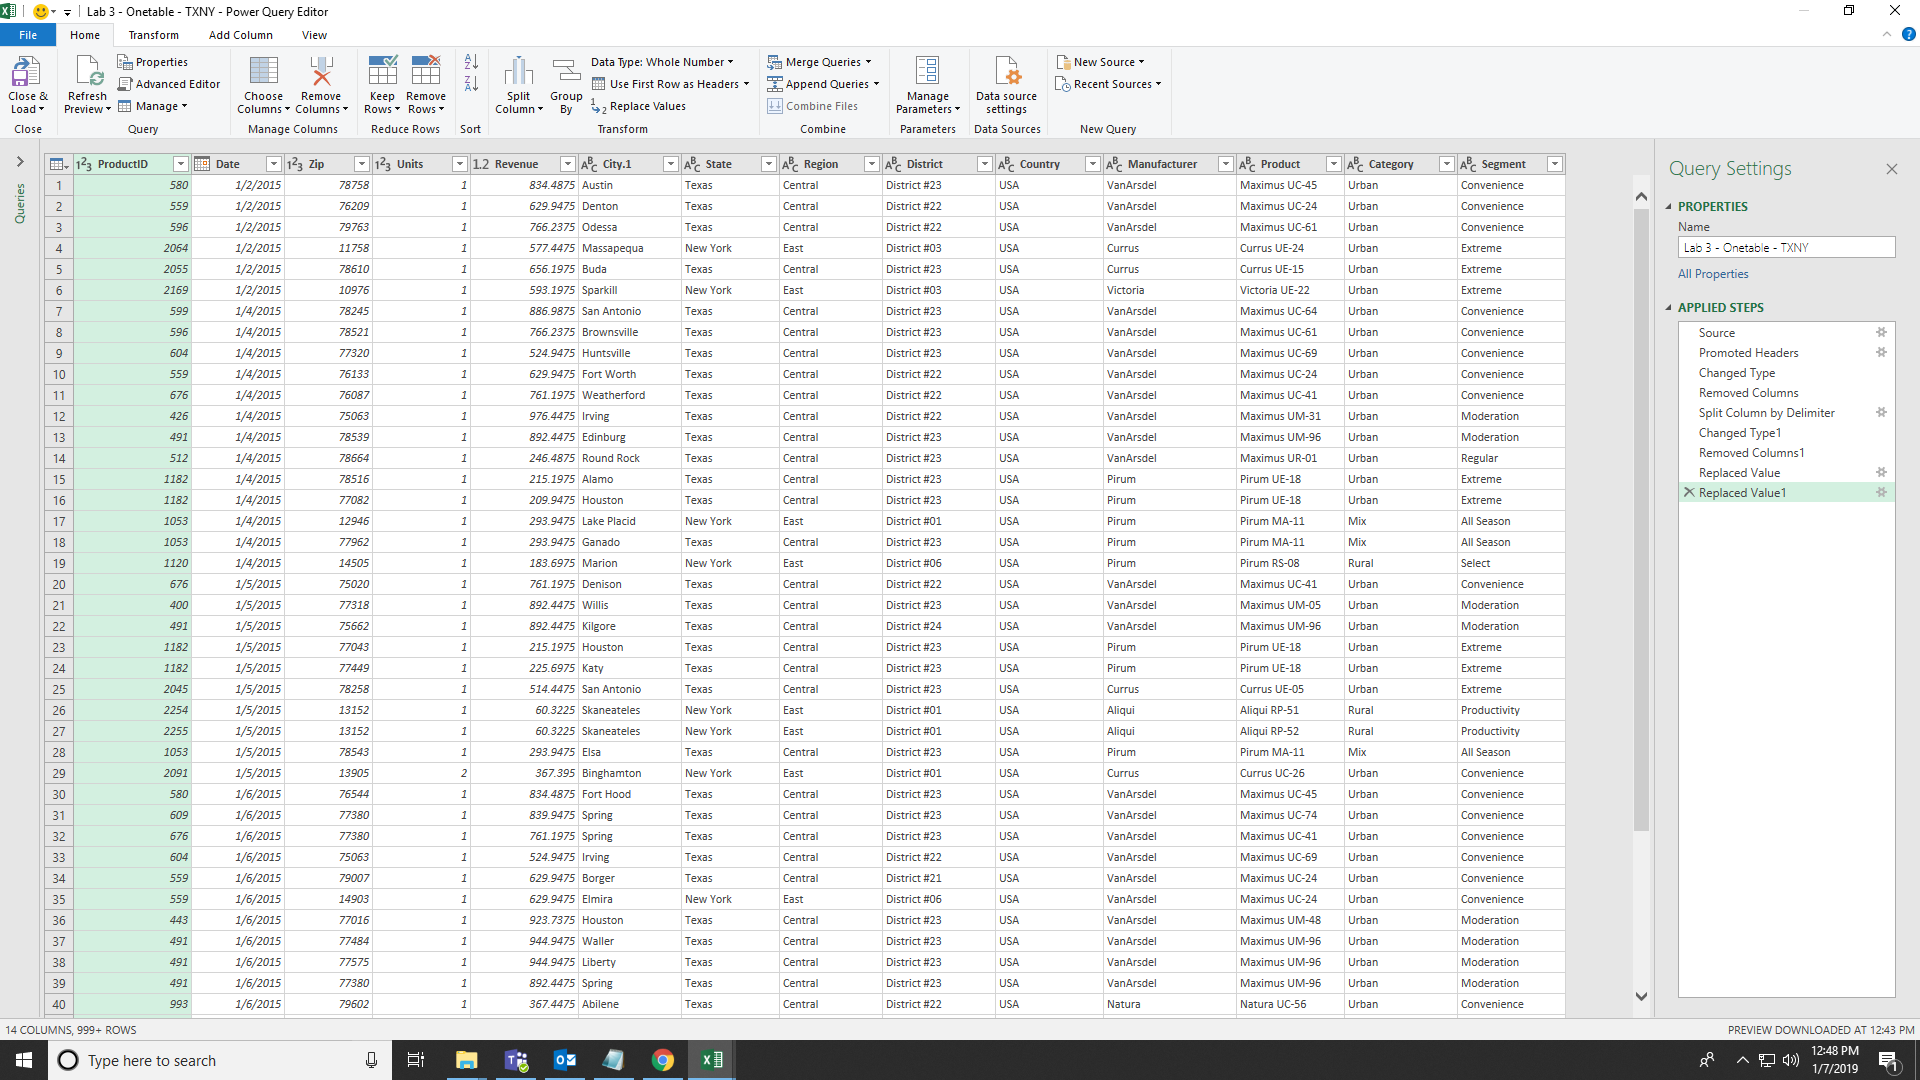 Lab 3 - Onetable - TXNY - Power Query Editor
File Home Transform Add Column View
Close & Load Close
Refresh Preview Properties Advanced Editor Manage Query
Choose Columns Remove Columns Manage Columns
Keep Rows Remove Rows Reduce Rows
Sort
Split Column Group By Data Type: Whole Number Use First Row as Headers Replace Values Transform
Merge Queries Append Queries Combine Files Combine
Manage Parameters Parameters
Data source settings Data Sources
New Source Recent Sources New Query
Queries
ProductID Date Zip Units Revenue City.1 State Region District Country Manufacturer Product Category Segment
1 580 1/2/2015 78758 1 834.4875 Austin Texas Central District #23 USA VanArsdel Maximus UC-45 Urban Convenience
2 559 1/2/2015 76209 1 629.9475 Denton Texas Central District #22 USA VanArsdel Maximus UC-24 Urban Convenience
3 596 1/2/2015 79763 1 766.2375 Odessa Texas Central District #22 USA VanArsdel Maximus UC-61 Urban Convenience
4 2064 1/2/2015 11758 1 577.4475 Massapequa New York East District #03 USA Currus Currus UE-24 Urban Extreme
5 2055 1/2/2015 78610 1 656.1975 Buda Texas Central District #23 USA Currus Currus UE-15 Urban Extreme
6 2169 1/2/2015 10976 1 593.1975 Sparkill New York East District #03 USA Victoria Victoria UE-22 Urban Extreme
7 599 1/4/2015 78245 1 886.9875 San Antonio Texas Central District #23 USA VanArsdel Maximus UC-64 Urban Convenience
8 596 1/4/2015 78521 1 766.2375 Brownsville Texas Central District #23 USA VanArsdel Maximus UC-61 Urban Convenience
9 604 1/4/2015 77320 1 524.9475 Huntsville Texas Central District #23 USA VanArsdel Maximus UC-69 Urban Convenience
10 559 1/4/2015 76133 1 629.9475 Fort Worth Texas Central District #22 USA VanArsdel Maximus UC-24 Urban Convenience
11 676 1/4/2015 76087 1 761.1975 Weatherford Texas Central District #22 USA VanArsdel Maximus UC-41 Urban Convenience
12 426 1/4/2015 75063 1 976.4475 Irving Texas Central District #22 USA VanArsdel Maximus UM-31 Urban Moderation
13 491 1/4/2015 78539 1 892.4475 Edinburg Texas Central District #23 USA VanArsdel Maximus UM-96 Urban Moderation
14 512 1/4/2015 78664 1 246.4875 Round Rock Texas Central District #23 USA VanArsdel Maximus UR-01 Urban Regular
15 1182 1/4/2015 78516 1 215.1975 Alamo Texas Central District #23 USA Pirum Pirum UE-18 Urban Extreme
16 1182 1/4/2015 77082 1 209.9475 Houston Texas Central District #23 USA Pirum Pirum UE-18 Urban Extreme
17 1053 1/4/2015 12946 1 293.9475 Lake Placid New York East District #01 USA Pirum Pirum MA-11 Mix All Season
18 1053 1/4/2015 77962 1 293.9475 Ganado Texas Central District #23 USA Pirum Pirum MA-11 Mix All Season
19 1120 1/4/2015 14505 1 183.6975 Marion New York East District #06 USA Pirum Pirum RS-08 Rural Select
20 676 1/5/2015 75020 1 761.1975 Denison Texas Central District #22 USA VanArsdel Maximus UC-41 Urban Convenience
21 400 1/5/2015 77318 1 892.4475 Willis Texas Central District #23 USA VanArsdel Maximus UM-05 Urban Moderation
22 491 1/5/2015 75662 1 892.4475 Kilgore Texas Central District #24 USA VanArsdel Maximus UM-96 Urban Moderation
23 1182 1/5/2015 77043 1 215.1975 Houston Texas Central District #23 USA Pirum Pirum UE-18 Urban Extreme
24 1182 1/5/2015 77449 1 225.6975 Katy Texas Central District #23 USA Pirum Pirum UE-18 Urban Extreme
25 2045 1/5/2015 78258 1 514.4475 San Antonio Texas Central District #23 USA Currus Currus UE-05 Urban Extreme
26 2254 1/5/2015 13152 1 60.3225 Skaneateles New York East District #01 USA Aliqui Aliqui RP-51 Rural Productivity
27 2255 1/5/2015 13152 1 60.3225 Skaneateles New York East District #01 USA Aliqui Aliqui RP-52 Rural Productivity
28 1053 1/5/2015 78543 1 293.9475 Elsa Texas Central District #23 USA Pirum Pirum MA-11 Mix All Season
29 2091 1/5/2015 13905 2 367.395 Binghamton New York East District #01 USA Currus Currus UC-26 Urban Convenience
30 580 1/6/2015 76544 1 834.4875 Fort Hood Texas Central District #23 USA VanArsdel Maximus UC-45 Urban Convenience
31 609 1/6/2015 77380 1 839.9475 Spring Texas Central District #23 USA VanArsdel Maximus UC-74 Urban Convenience
32 676 1/6/2015 77380 1 761.1975 Spring Texas Central District #23 USA VanArsdel Maximus UC-41 Urban Convenience
33 604 1/6/2015 75063 1 524.9475 Irving Texas Central District #22 USA VanArsdel Maximus UC-69 Urban Convenience
34 559 1/6/2015 79007 1 629.9475 Borger Texas Central District #21 USA VanArsdel Maximus UC-24 Urban Convenience
35 559 1/6/2015 14903 1 629.9475 Elmira New York East District #06 USA VanArsdel Maximus UC-24 Urban Convenience
36 443 1/6/2015 77016 1 923.7375 Houston Texas Central District #23 USA VanArsdel Maximus UM-48 Urban Moderation
37 491 1/6/2015 77484 1 944.9475 Waller Texas Central District #23 USA VanArsdel Maximus UM-96 Urban Moderation
38 491 1/6/2015 77575 1 944.9475 Liberty Texas Central District #23 USA VanArsdel Maximus UM-96 Urban Moderation
39 491 1/6/2015 77380 1 892.4475 Spring Texas Central District #23 USA VanArsdel Maximus UM-96 Urban Moderation
40 993 1/6/2015 79602 1 367.4475 Abilene Texas Central District #22 USA Natura Natura UC-56 Urban Convenience
Query Settings
PROPERTIES
Name
Lab 3 - Onetable - TXNY
All Properties
APPLIED STEPS
Source
Promoted Headers
Changed Type
Removed Columns
Split Column by Delimiter
Changed Type1
Removed Columns1
Replaced Value
Replaced Value1
14 COLUMNS, 999+ ROWS
PREVIEW DOWNLOADED AT 12:43 PM
Type here to search
12:48 PM
1/7/2019
1